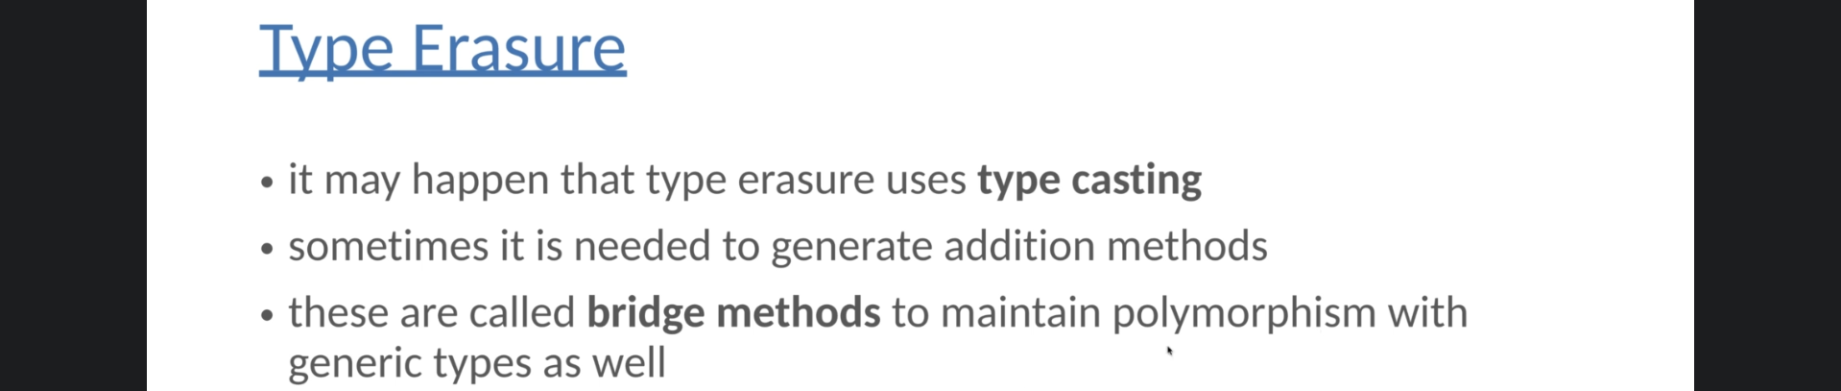 Type Erasure
• it may happen that type erasure uses type casting
• sometimes it is needed to generate addition methods
• these are called bridge methods to maintain polymorphism with
generic types as well